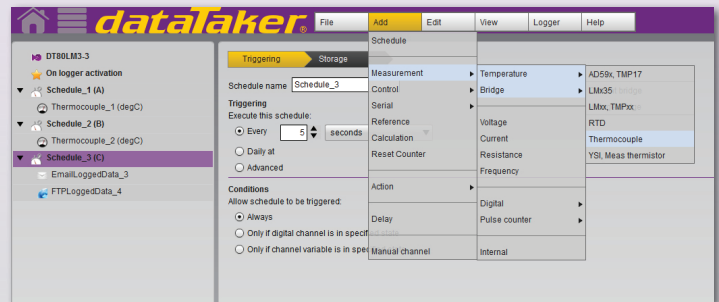 dataTaker®
File Add Edit View Logger Help
DT80LM3-3
On logger activation
Schedule_1 (A)
Thermocouple_1 (degC)
Schedule_2 (B)
Thermocouple_2 (degC)
Schedule_3 (C)
EmailLoggedData_3
FTPLoggedData_4
Triggering Storage
Schedule name Schedule_3
Triggering
Execute this schedule:
Every 5 seconds
Daily at
Advanced
Conditions
Allow schedule to be triggered:
Always
Only if digital channel is in specified state
Only if channel variable is in spec
Schedule
Measurement
Control
Serial
Reference
Calculation
Reset Counter
Action
Delay
Manual channel
Temperature
Bridge
Voltage
Current
Resistance
Frequency
Digital
Pulse counter
Internal
AD59x, TMP17
LMx35
LMxx, TMPxx
RTD
Thermocouple
YSI, Meas thermistor